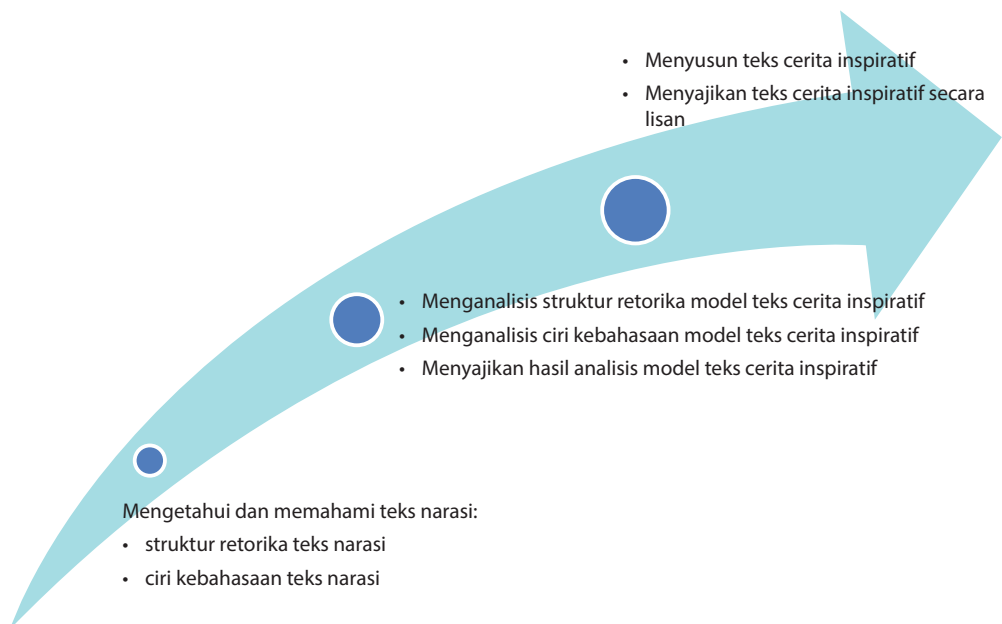 • Menyusun teks cerita inspiratif
• Menyajikan teks cerita inspiratif secara
lisan
• Menganalisis struktur retorika model teks cerita inspiratif
• Menganalisis ciri kebahasaan model teks cerita inspiratif
• Menyajikan hasil analisis model teks cerita inspiratif
Mengetahui dan memahami teks narasi:
• struktur retorika teks narasi
• ciri kebahasaan teks narasi